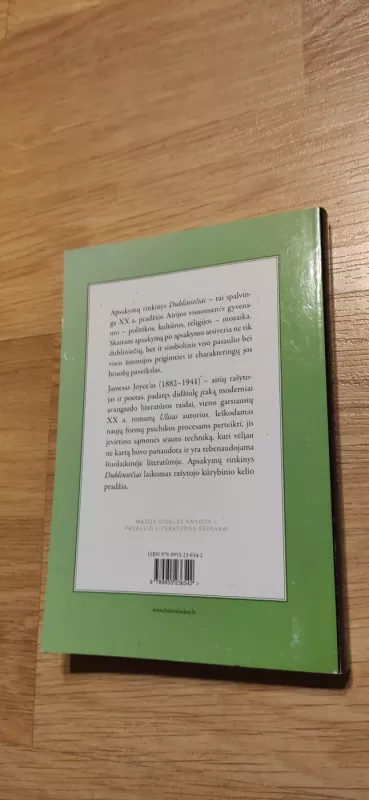 Apsakymų rinkinys Dubliniečiai – tai spalvin-
ga XX a. pradžios Airijos visuomenės gyveni-
mo – politikos, kultūros, religijos – mozaika.
Skaitant apsakymą po apsakymo atsiveria ne tik
dubliniečių, bet ir simbolinis viso pasaulio bei
visos žmonijos prigimties ir charakteringų jos
bruožų paveikslas.
Jamesas Joyce'as (1882–1941) – airių rašyto-
jas ir poetas, padaręs didžiulę įtaką moderniai
avangardo literatūros raidai, vieno garsiausių
XX a. romanų Ulisas autorius. Ieškodamas
naujų formų psichikos procesams perteikti, jis
įtvirtino sąmonės srauto techniką, kuri vėliau
ne kartą buvo panaudota ir yra tebenaudojama
šiuolaikinėje literatūroje. Apsakymų rinkinys
Dubliniečiai laikomas rašytojo kūrybinio kelio
pradžia.
MAŽOS DIDELĖS KNYGOS –
PASAULIO LITERATŪROS ŠEDEVRAI
ISBN 978-9955-23-654-2
9 789955 236542 >